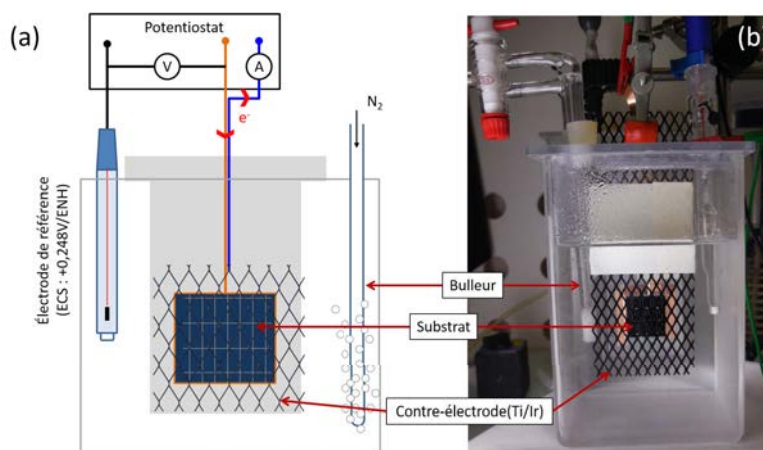 (a)
Potentiostat
V
A
e-
N2
Électrode de référence
(ECS : +0,248V/ENH)
(b)
Bulleur
Substrat
Contre-électrode(Ti/Ir)